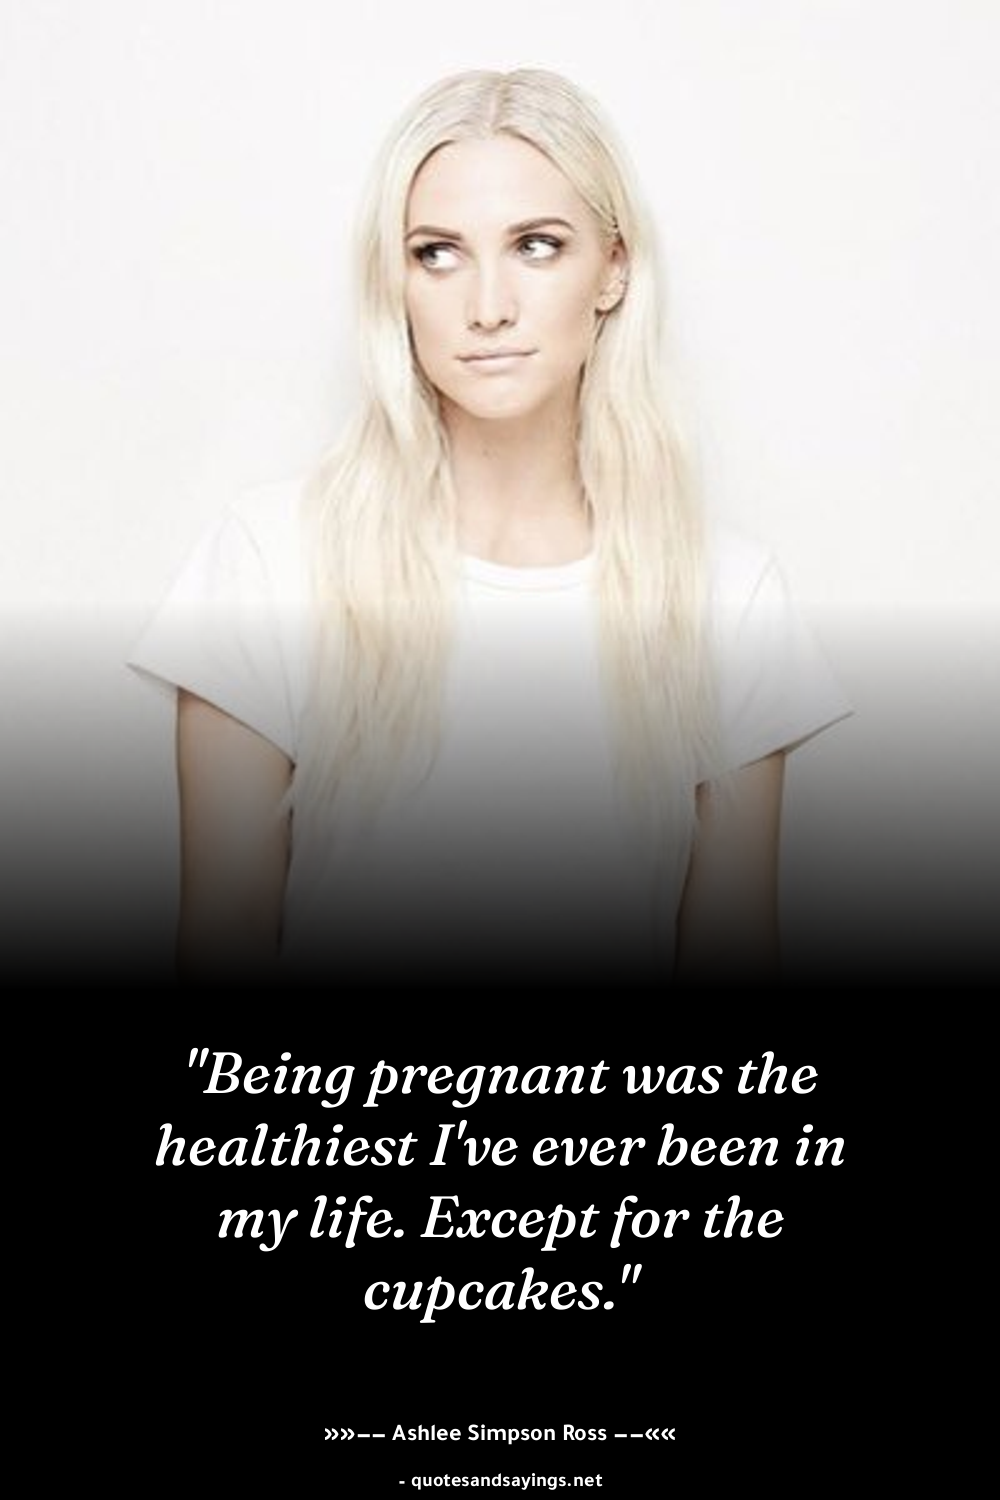 "Being pregnant was the
healthiest I've ever been in
my life. Except for the
cupcakes."
»»-- Ashlee Simpson Ross --««
- quotesandsayings.net